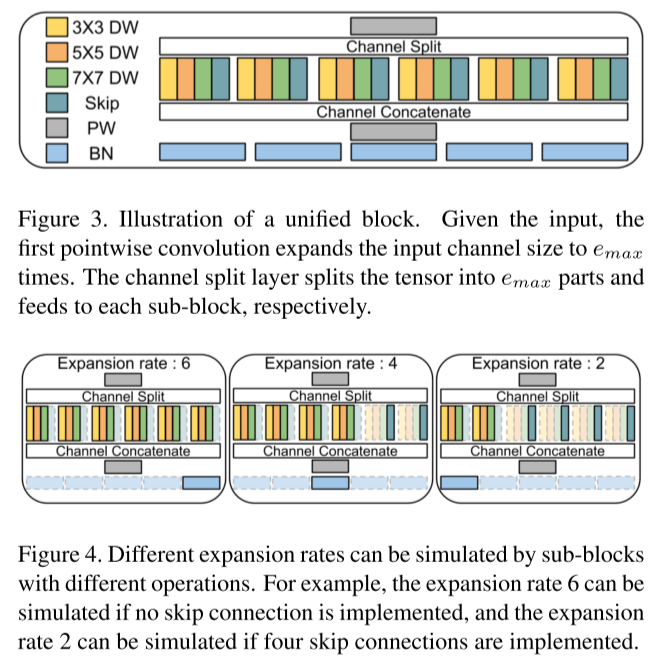 3X3 DW
5X5 DW
7X7 DW
Skip
PW
BN
Channel Split
Channel Concatenate
Figure 3. Illustration of a unified block. Given the input, the
first pointwise convolution expands the input channel size to eₘₐₓ
times. The channel split layer splits the tensor into eₘₐₓ parts and
feeds to each sub-block, respectively.
Expansion rate : 6
Channel Split
Channel Concatenate
Expansion rate : 4
Channel Split
Channel Concatenate
Expansion rate : 2
Channel Split
Channel Concatenate
Figure 4. Different expansion rates can be simulated by sub-blocks
with different operations. For example, the expansion rate 6 can be
simulated if no skip connection is implemented, and the expansion
rate 2 can be simulated if four skip connections are implemented.